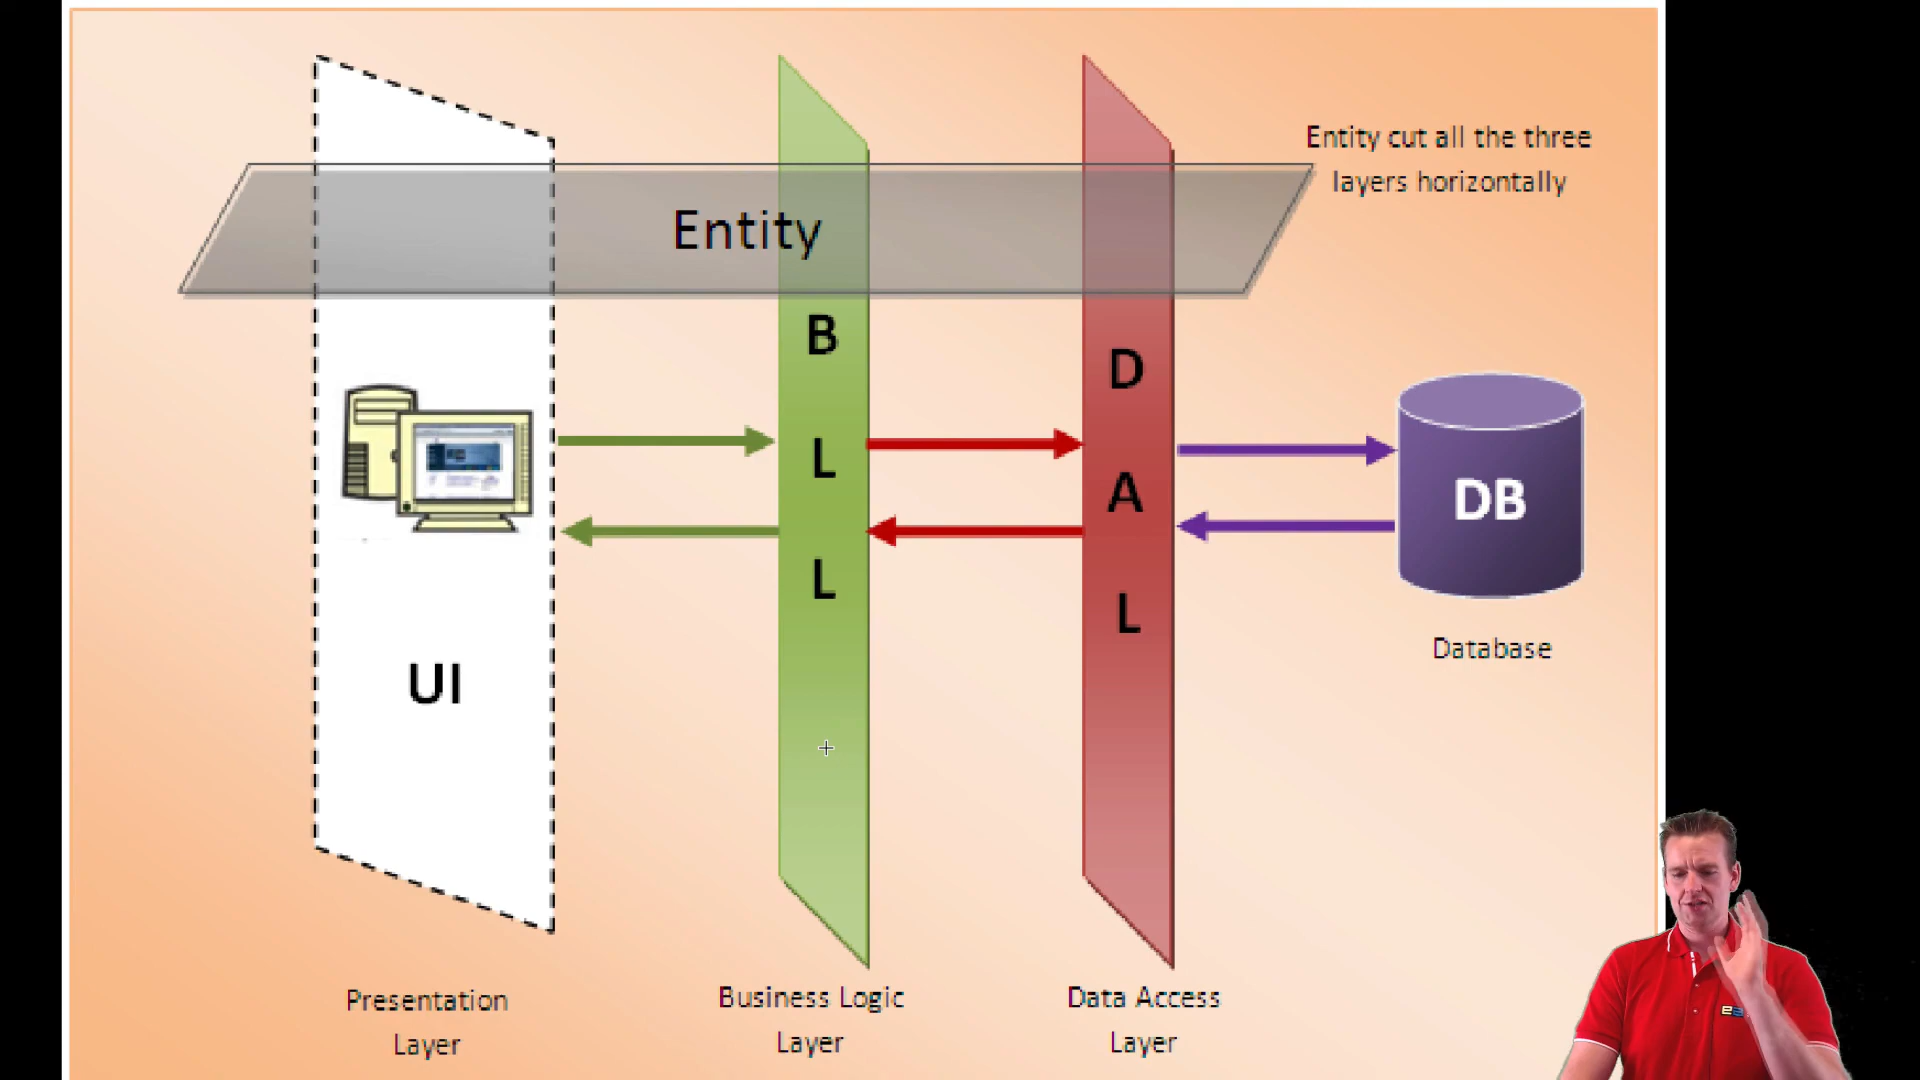 Entity cut all the three
layers horizontally
Entity
B
L
L
D
A
L
DB
Database
UI
Presentation
Layer
Business Logic
Layer
Data Access
Layer